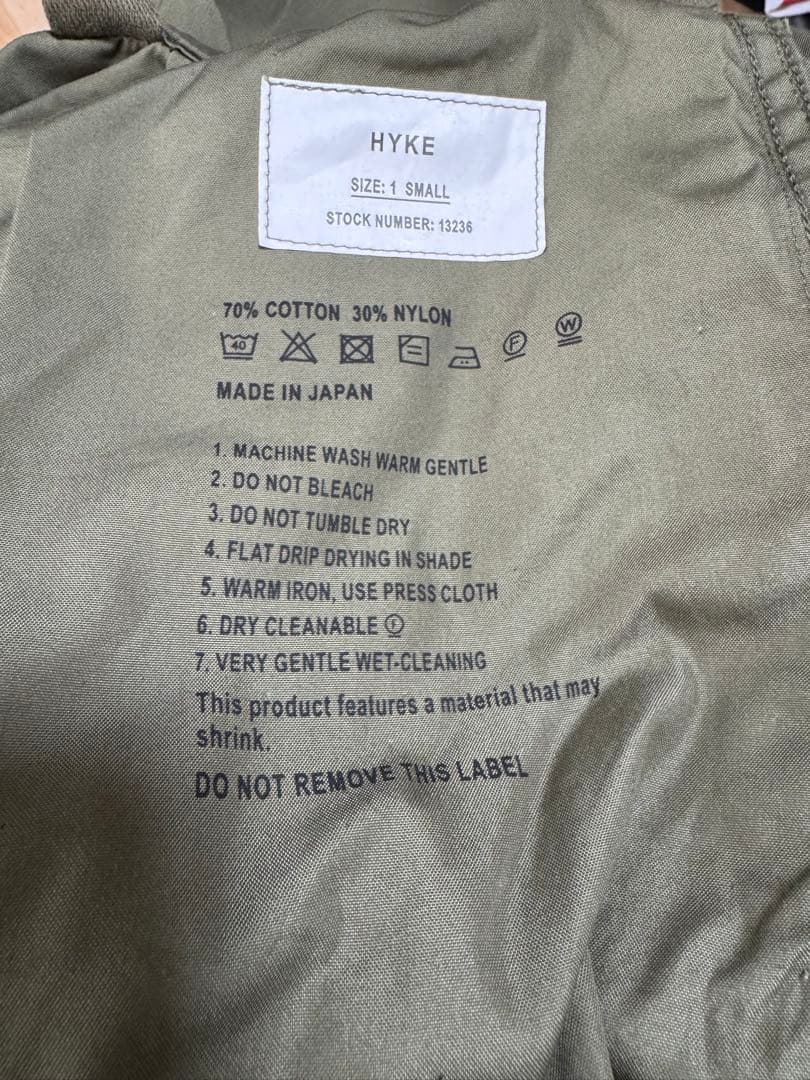 HYKE
SIZE: 1 SMALL
STOCK NUMBER: 13236
70% COTTON 30% NYLON
40 F W
MADE IN JAPAN
1. MACHINE WASH WARM GENTLE
2. DO NOT BLEACH
3. DO NOT TUMBLE DRY
4. FLAT DRIP DRYING IN SHADE
5. WARM IRON, USE PRESS CLOTH
6. DRY CLEANABLE Ⓕ
7. VERY GENTLE WET-CLEANING
This product features a material that may
shrink.
DO NOT REMOVE THIS LABEL